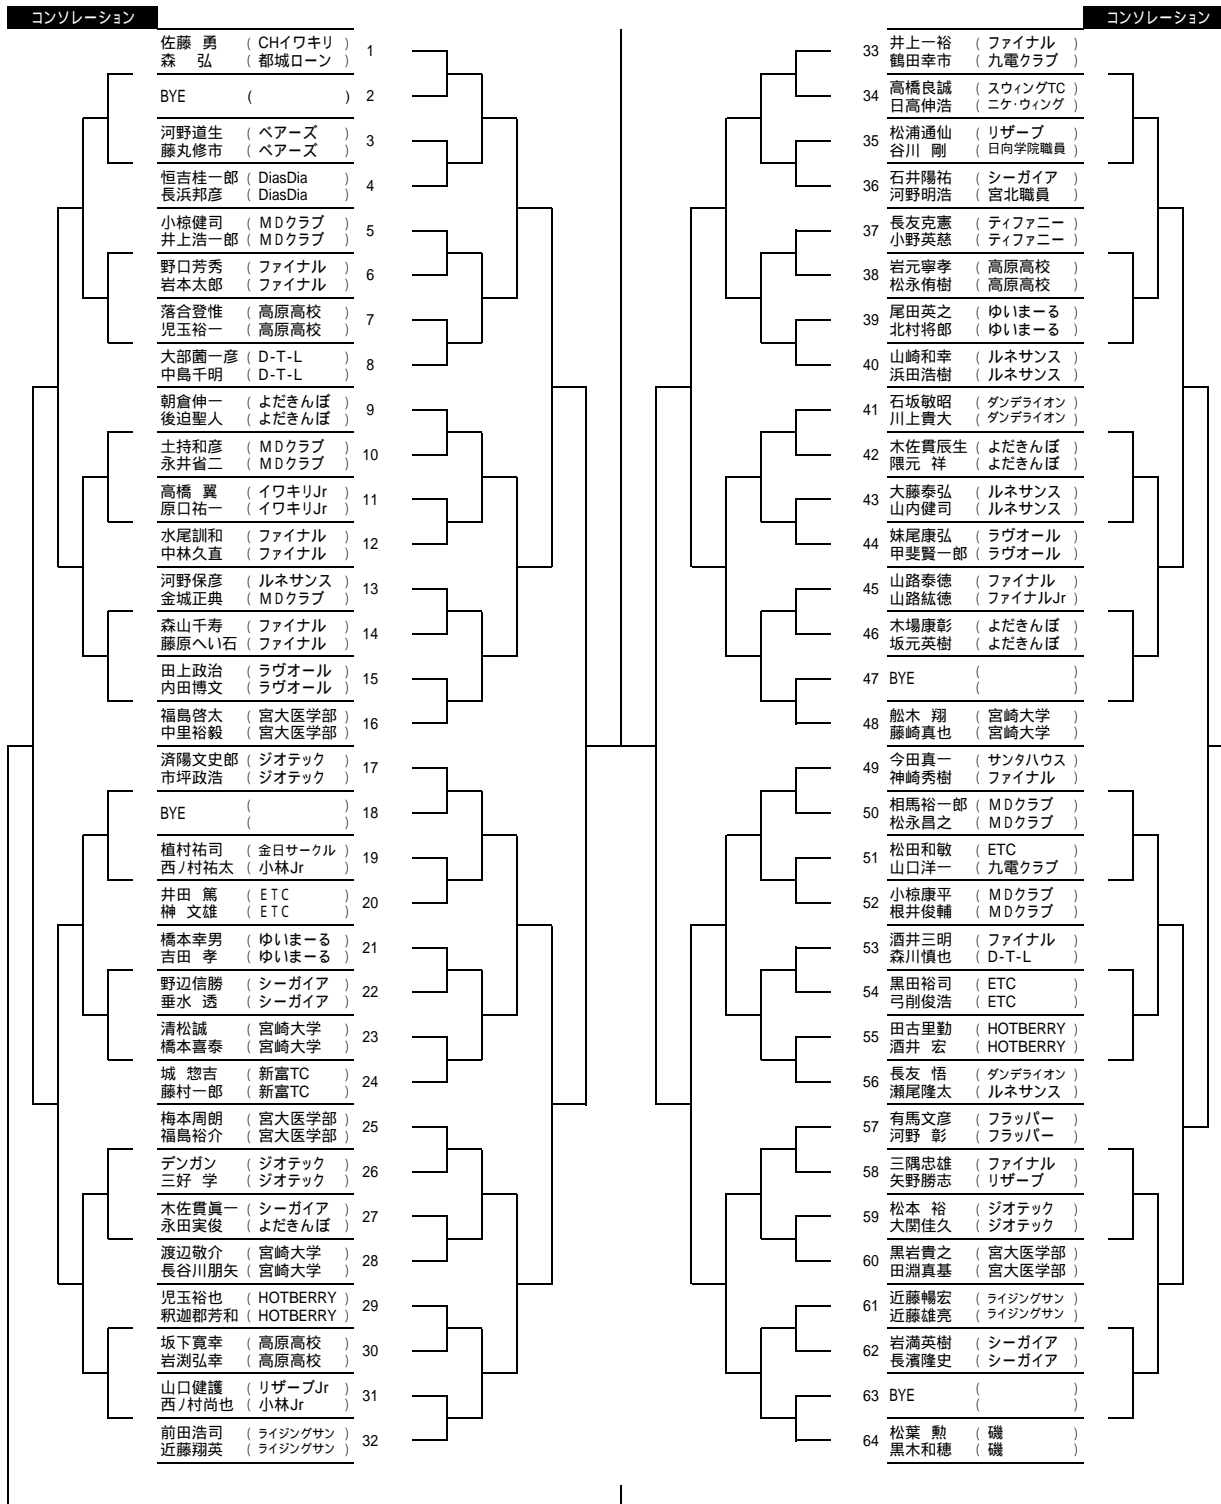 コンソレーション
コンソレーション
佐藤 勇 ( CHイワキリ )
森 弘 ( 都城ローン ) 1
BYE ( ) 2
河野道生 ( ベアーズ )
藤丸修市 ( ベアーズ ) 3
恒吉桂一郎 ( DiasDia )
長浜邦彦 ( DiasDia ) 4
小椋健司 ( MDクラブ )
井上浩一郎 ( MDクラブ ) 5
野口芳秀 ( ファイナル )
岩本太郎 ( ファイナル ) 6
落合登惟 ( 高原高校 )
児玉裕一 ( 高原高校 ) 7
大部薗一彦 ( D-T-L )
中島千明 ( D-T-L ) 8
朝倉伸一 ( よだきんぼ )
後迫聖人 ( よだきんぼ ) 9
土持和彦 ( MDクラブ )
永井省二 ( MDクラブ ) 10
高橋 翼 ( イワキリJr )
原口祐一 ( イワキリJr ) 11
水尾訓和 ( ファイナル )
中林久直 ( ファイナル ) 12
河野保彦 ( ルネサンス )
金城正典 ( MDクラブ ) 13
森山千寿 ( ファイナル )
藤原へい石 ( ファイナル ) 14
田上政治 ( ラヴオール )
内田博文 ( ラヴオール ) 15
福島啓太 ( 宮大医学部 )
中里裕毅 ( 宮大医学部 ) 16
済陽文史郎 ( ジオテック )
市坪政浩 ( ジオテック ) 17
BYE ( )
( ) 18
植村祐司 ( 金日サークル )
西ノ村祐太 ( 小林Jr ) 19
井田 篤 ( ETC )
榊 文雄 ( ETC ) 20
橋本幸男 ( ゆいまーる )
吉田 孝 ( ゆいまーる ) 21
野辺信勝 ( シーガイア )
垂水 透 ( シーガイア ) 22
清松誠 ( 宮崎大学 )
橋本喜泰 ( 宮崎大学 ) 23
城 惣吉 ( 新富TC )
藤村一郎 ( 新富TC ) 24
梅本周朗 ( 宮大医学部 )
福島裕介 ( 宮大医学部 ) 25
デンガン ( ジオテック )
三好 学 ( ジオテック ) 26
木佐貫眞一 ( シーガイア )
永田実俊 ( よだきんぼ ) 27
渡辺敬介 ( 宮崎大学 )
長谷川朋矢 ( 宮崎大学 ) 28
児玉裕也 ( HOTBERRY )
釈迦郡芳和 ( HOTBERRY ) 29
坂下寛幸 ( 高原高校 )
岩渕弘幸 ( 高原高校 ) 30
山口健護 ( リザーブJr )
西ノ村尚也 ( 小林Jr ) 31
前田浩司 ( ライジングサン )
近藤翔英 ( ライジングサン ) 32
33 井上一裕 ( ファイナル )
鶴田幸市 ( 九電クラブ )
34 高橋良誠 ( スウィングTC )
日高伸浩 ( ニケ・ウィング )
35 松浦通仙 ( リザーブ )
谷川 剛 ( 日向学院職員 )
36 石井陽祐 ( シーガイア )
河野明浩 ( 宮北職員 )
37 長友克憲 ( ティファニー )
小野英慈 ( ティファニー )
38 岩元寧孝 ( 高原高校 )
松永侑樹 ( 高原高校 )
39 尾田英之 ( ゆいまーる )
北村将郎 ( ゆいまーる )
40 山崎和幸 ( ルネサンス )
浜田浩樹 ( ルネサンス )
41 石坂敏昭 ( ダンデライオン )
川上貴大 ( ダンデライオン )
42 木佐貫辰生 ( よだきんぼ )
隈元 祥 ( よだきんぼ )
43 大藤泰弘 ( ルネサンス )
山内健司 ( ルネサンス )
44 妹尾康弘 ( ラヴオール )
甲斐賢一郎 ( ラヴオール )
45 山路泰徳 ( ファイナル )
山路紘徳 ( ファイナルJr )
46 木場康彰 ( よだきんぼ )
坂元英樹 ( よだきんぼ )
47 BYE ( )
( )
48 舩木 翔 ( 宮崎大学 )
藤崎真也 ( 宮崎大学 )
49 今田真一 ( サンタハウス )
神崎秀樹 ( ファイナル )
50 相馬裕一郎 ( MDクラブ )
松永昌之 ( MDクラブ )
51 松田和敏 ( ETC )
山口洋一 ( 九電クラブ )
52 小椋康平 ( MDクラブ )
根井俊輔 ( MDクラブ )
53 酒井三明 ( ファイナル )
森川慎也 ( D-T-L )
54 黒田裕司 ( ETC )
弓削俊浩 ( ETC )
55 田古里勤 ( HOTBERRY )
酒井 宏 ( HOTBERRY )
56 長友 悟 ( ダンデライオン )
瀬尾隆太 ( ルネサンス )
57 有馬文彦 ( フラッパー )
河野 彰 ( フラッパー )
58 三隅忠雄 ( ファイナル )
矢野勝志 ( リザーブ )
59 松本 裕 ( ジオテック )
大関佳久 ( ジオテック )
60 黒岩貴之 ( 宮大医学部 )
田淵真基 ( 宮大医学部 )
61 近藤暢宏 ( ライジングサン )
近藤雄亮 ( ライジングサン )
62 岩満英樹 ( シーガイア )
長濱隆史 ( シーガイア )
63 BYE ( )
( )
64 松葉 勲 ( 磯 )
黒木和穂 ( 磯 )